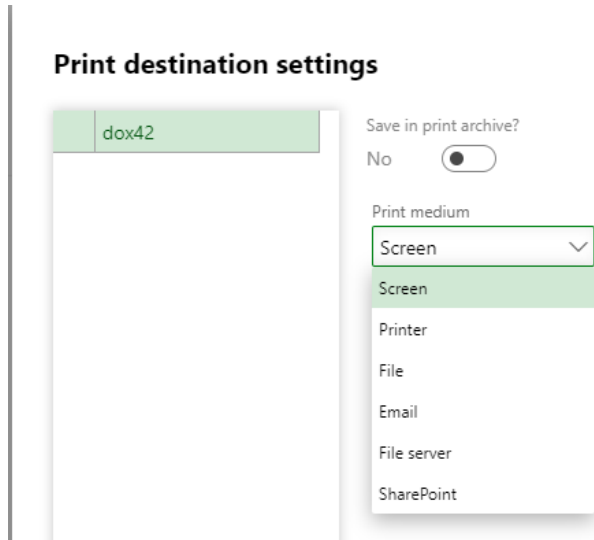 Print destination settings
dox42
Save in print archive?
No
Print medium
Screen
Screen
Printer
File
Email
File server
SharePoint